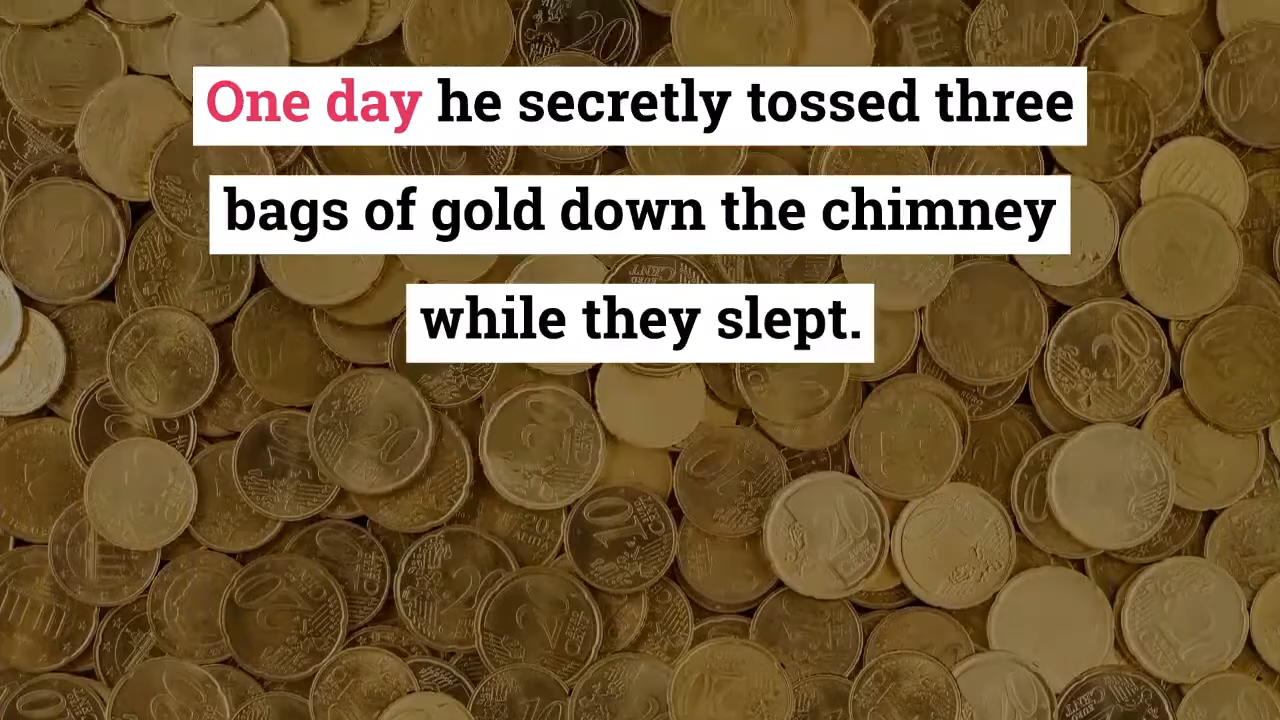 One day he secretly tossed three
bags of gold down the chimney
while they slept.